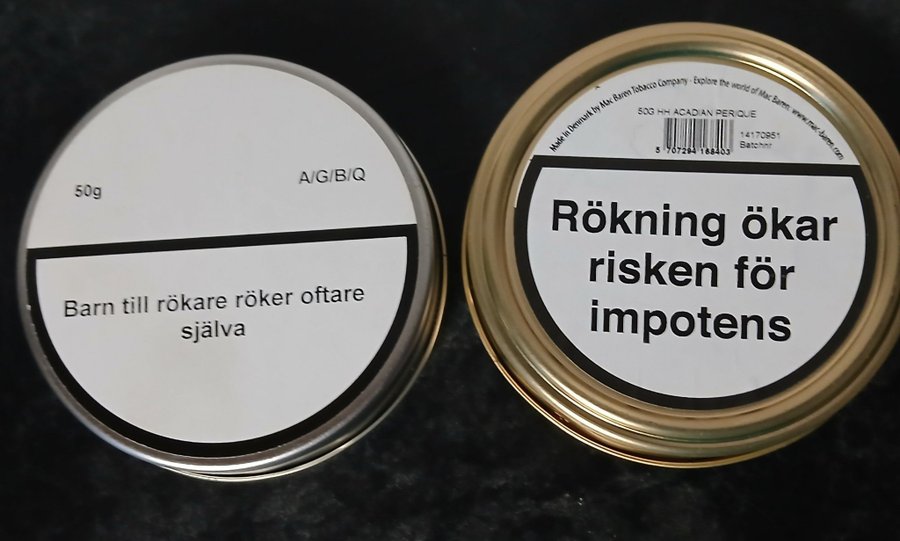 50g
A/G/B/Q
Barn till rökare röker oftare
själva
Made in Denmark by Mac Baren Tobacco Company - Explore the world of Mac Baren: www.mac-baren.com
50G HH ACADIAN PERIQUE
14170951
5 707294 168403
Batchnr
Rökning ökar
risken för
impotens